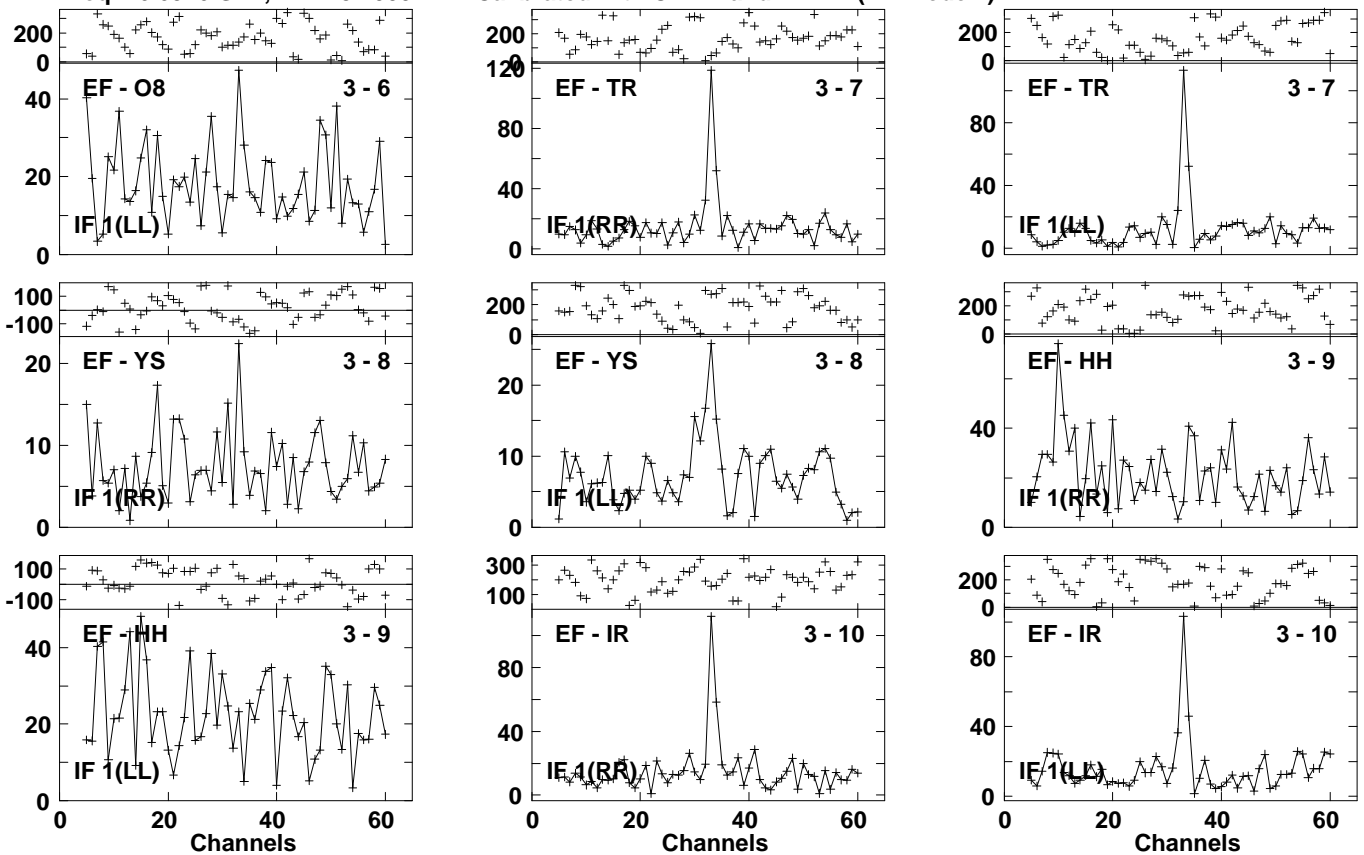 200
0
EF - O8
3 - 6
40
20
0
IF 1(LL)
200
0
120
80
40
0
EF - TR
3 - 7
IF 1(RR)
200
0
80
40
0
EF - TR
3 - 7
IF 1(LL)
100
-100
20
10
0
EF - YS
3 - 8
IF 1(RR)
200
0
20
10
0
EF - YS
3 - 8
IF 1(LL)
200
0
40
0
EF - HH
3 - 9
IF 1(RR)
100
-100
40
20
0
EF - HH
3 - 9
IF 1(LL)
0 20 40 60
Channels
300
100
80
40
0
EF - IR
3 - 10
IF 1(RR)
0 20 40 60
Channels
200
0
80
40
0
EF - IR
3 - 10
IF 1(LL)
0 20 40 60
Channels